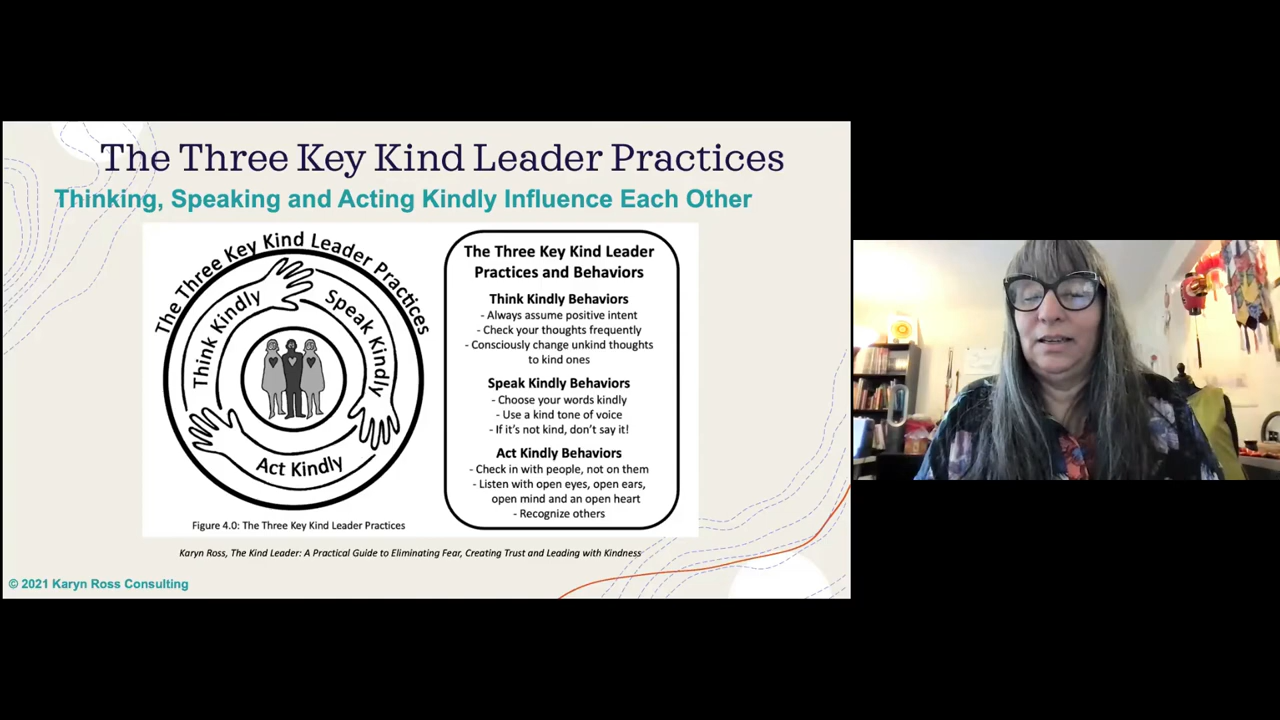 The Three Key Kind Leader Practices
Thinking, Speaking and Acting Kindly Influence Each Other
The Three Key Kind Leader Practices
Think Kindly
Speak Kindly
Act Kindly
Figure 4.0: The Three Key Kind Leader Practices
The Three Key Kind Leader
Practices and Behaviors
Think Kindly Behaviors
- Always assume positive intent
- Check your thoughts frequently
- Consciously change unkind thoughts
to kind ones
Speak Kindly Behaviors
- Choose your words kindly
- Use a kind tone of voice
- If it's not kind, don't say it!
Act Kindly Behaviors
- Check in with people, not on them
- Listen with open eyes, open ears,
open mind and an open heart
- Recognize others
Karyn Ross, The Kind Leader: A Practical Guide to Eliminating Fear, Creating Trust and Leading with Kindness
© 2021 Karyn Ross Consulting